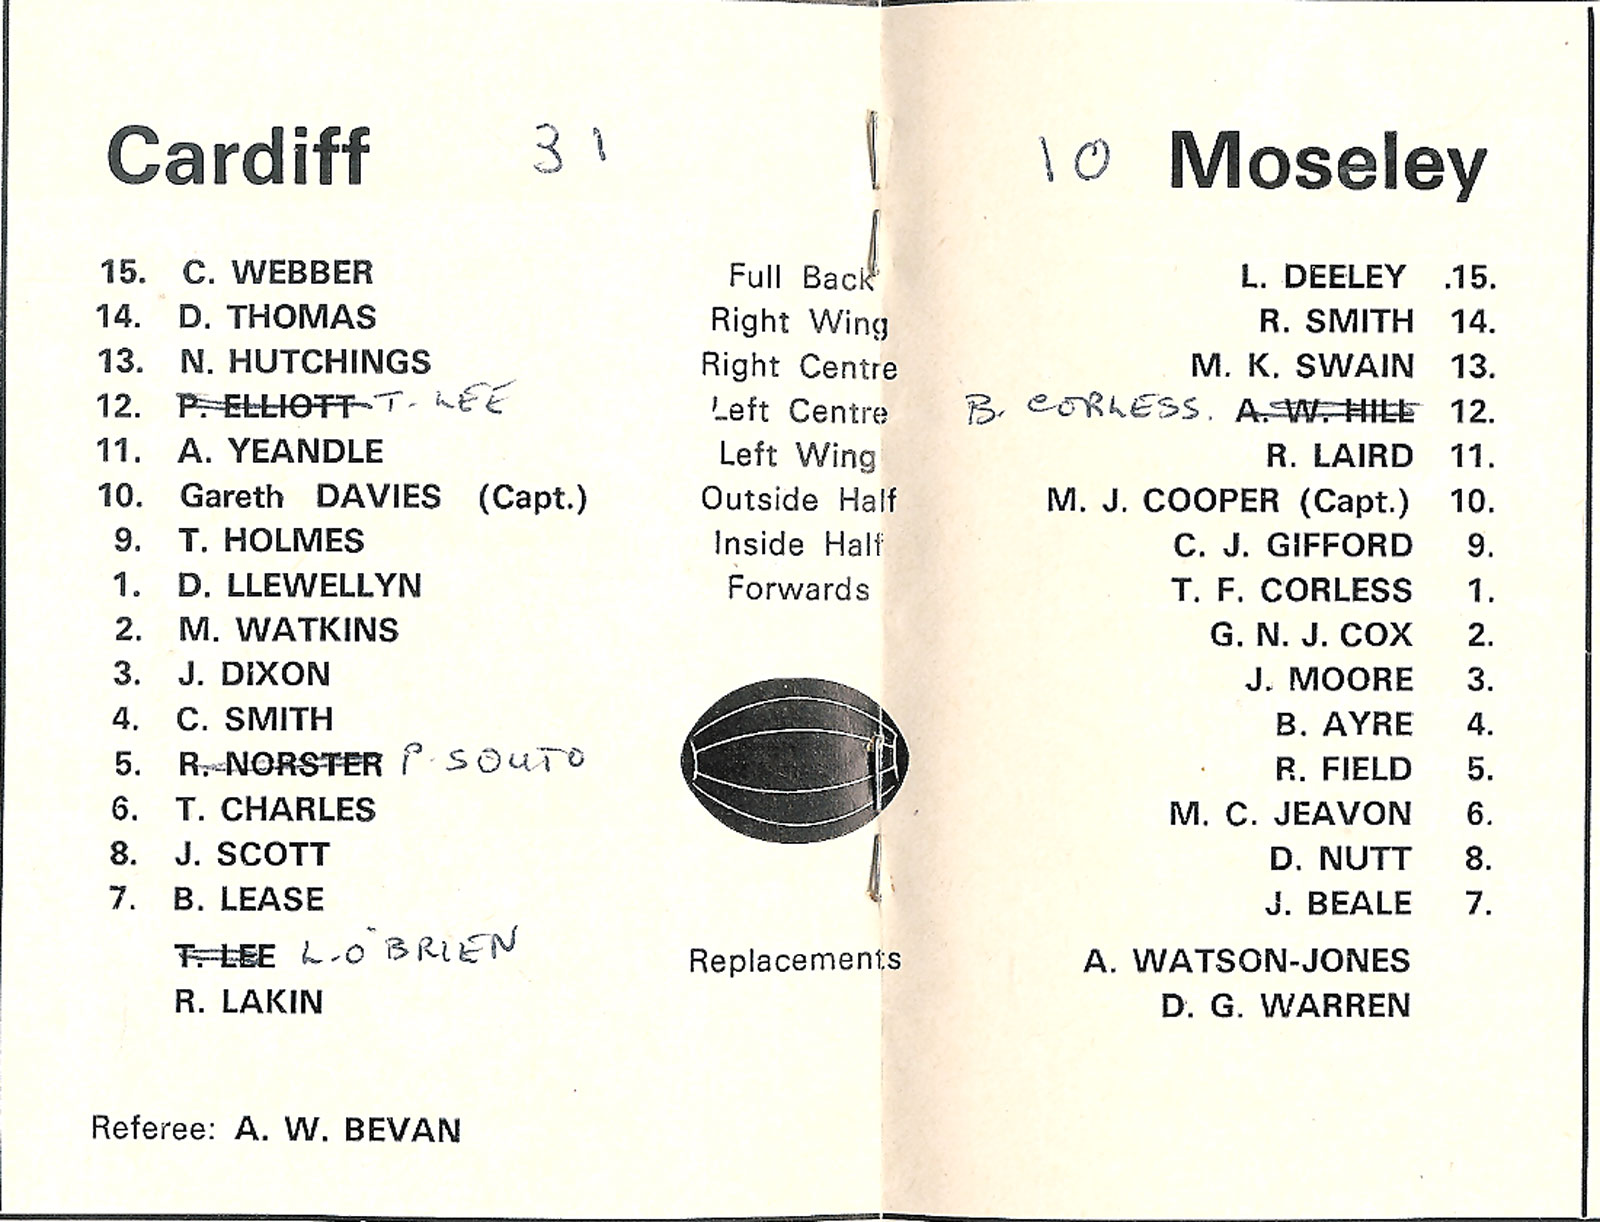 Cardiff 31 10 Moseley
15. C. WEBBER Full Back L. DEELEY .15.
14. D. THOMAS Right Wing R. SMITH 14.
13. N. HUTCHINGS Right Centre M. K. SWAIN 13.
12. P. ELLIOTT T. LEE Left Centre B. CORLESS. A. W. HILL 12.
11. A. YEANDLE Left Wing R. LAIRD 11.
10. Gareth DAVIES (Capt.) Outside Half M. J. COOPER (Capt.) 10.
9. T. HOLMES Inside Half C. J. GIFFORD 9.
1. D. LLEWELLYN Forwards T. F. CORLESS 1.
2. M. WATKINS G. N. J. COX 2.
3. J. DIXON J. MOORE 3.
4. C. SMITH B. AYRE 4.
5. R. NORSTER P. SOUTO R. FIELD 5.
6. T. CHARLES M. C. JEAVON 6.
8. J. SCOTT D. NUTT 8.
7. B. LEASE J. BEALE 7.
T. LEE L. O'BRIEN Replacements A. WATSON-JONES
R. LAKIN D. G. WARREN
Referee: A. W. BEVAN